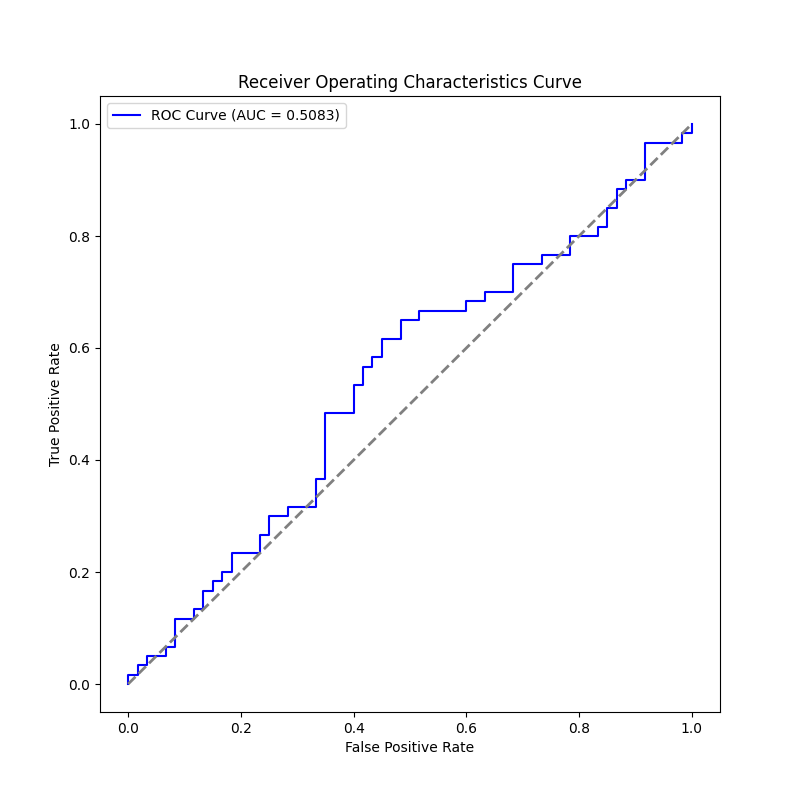 Receiver Operating Characteristics Curve
ROC Curve (AUC = 0.5083)
1.0
0.8
0.6
0.4
0.2
0.0
True Positive Rate
0.0 0.2 0.4 0.6 0.8 1.0
False Positive Rate